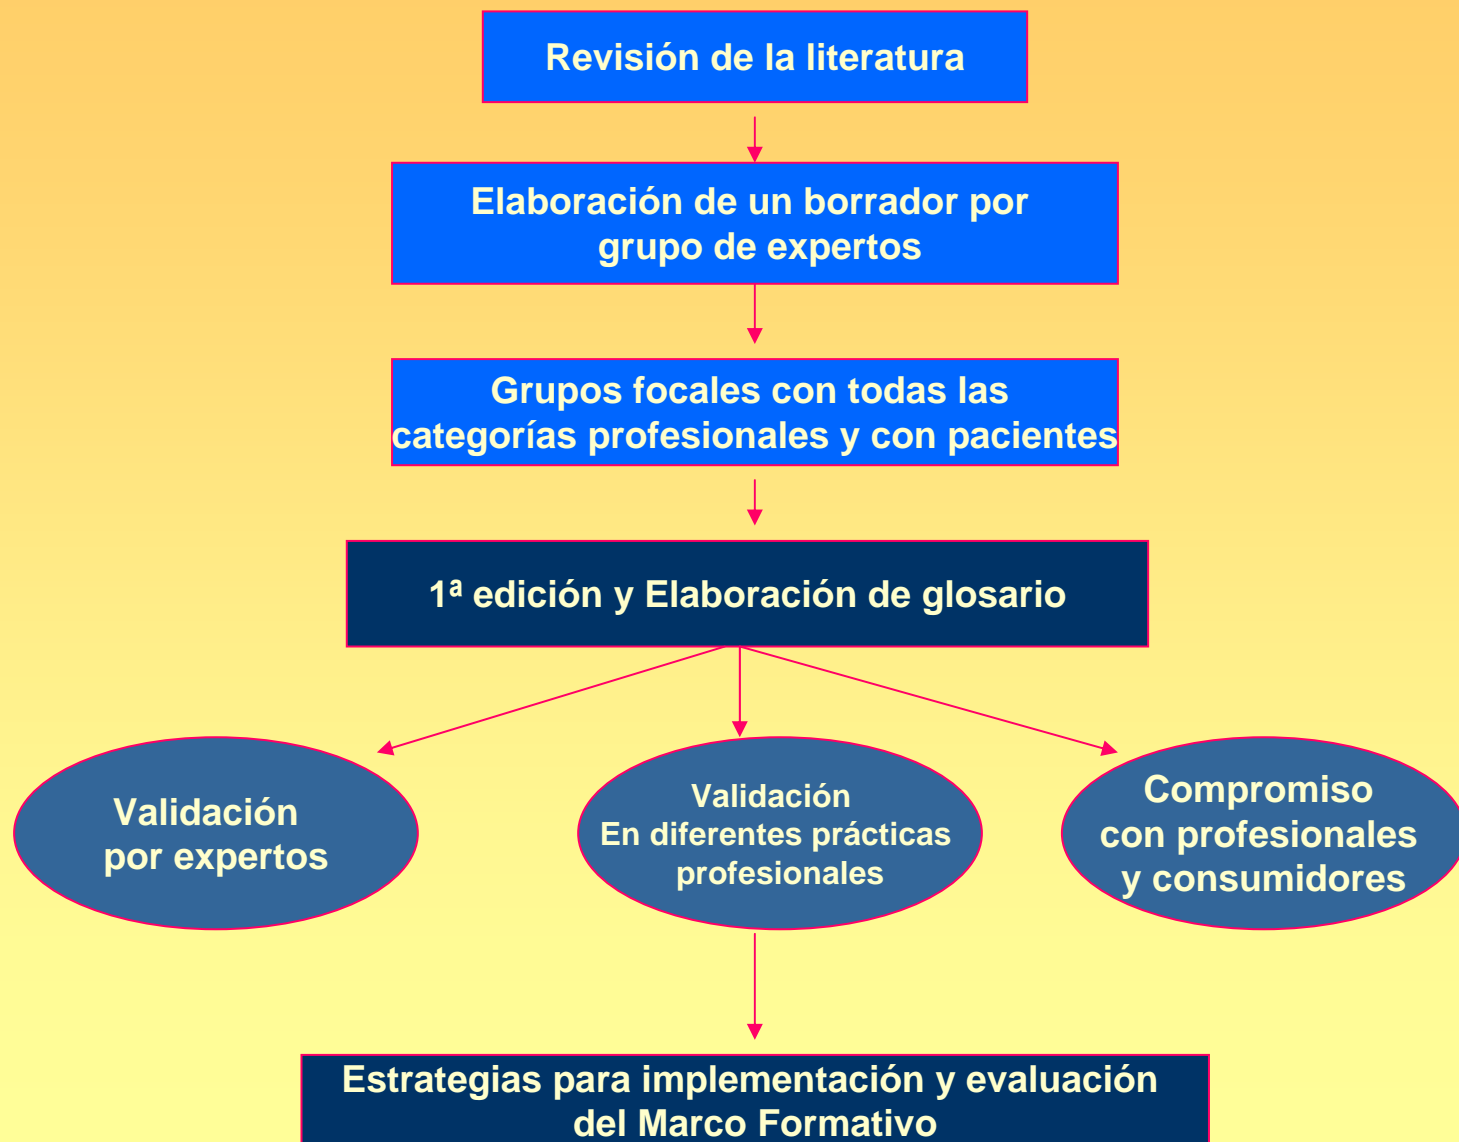 Revisión de la literatura
Elaboración de un borrador por
grupo de expertos
Grupos focales con todas las
categorías profesionales y con pacientes
1ª edición y Elaboración de glosario
Validación
por expertos
Validación
En diferentes prácticas
profesionales
Compromiso
con profesionales
y consumidores
Estrategias para implementación y evaluación
del Marco Formativo